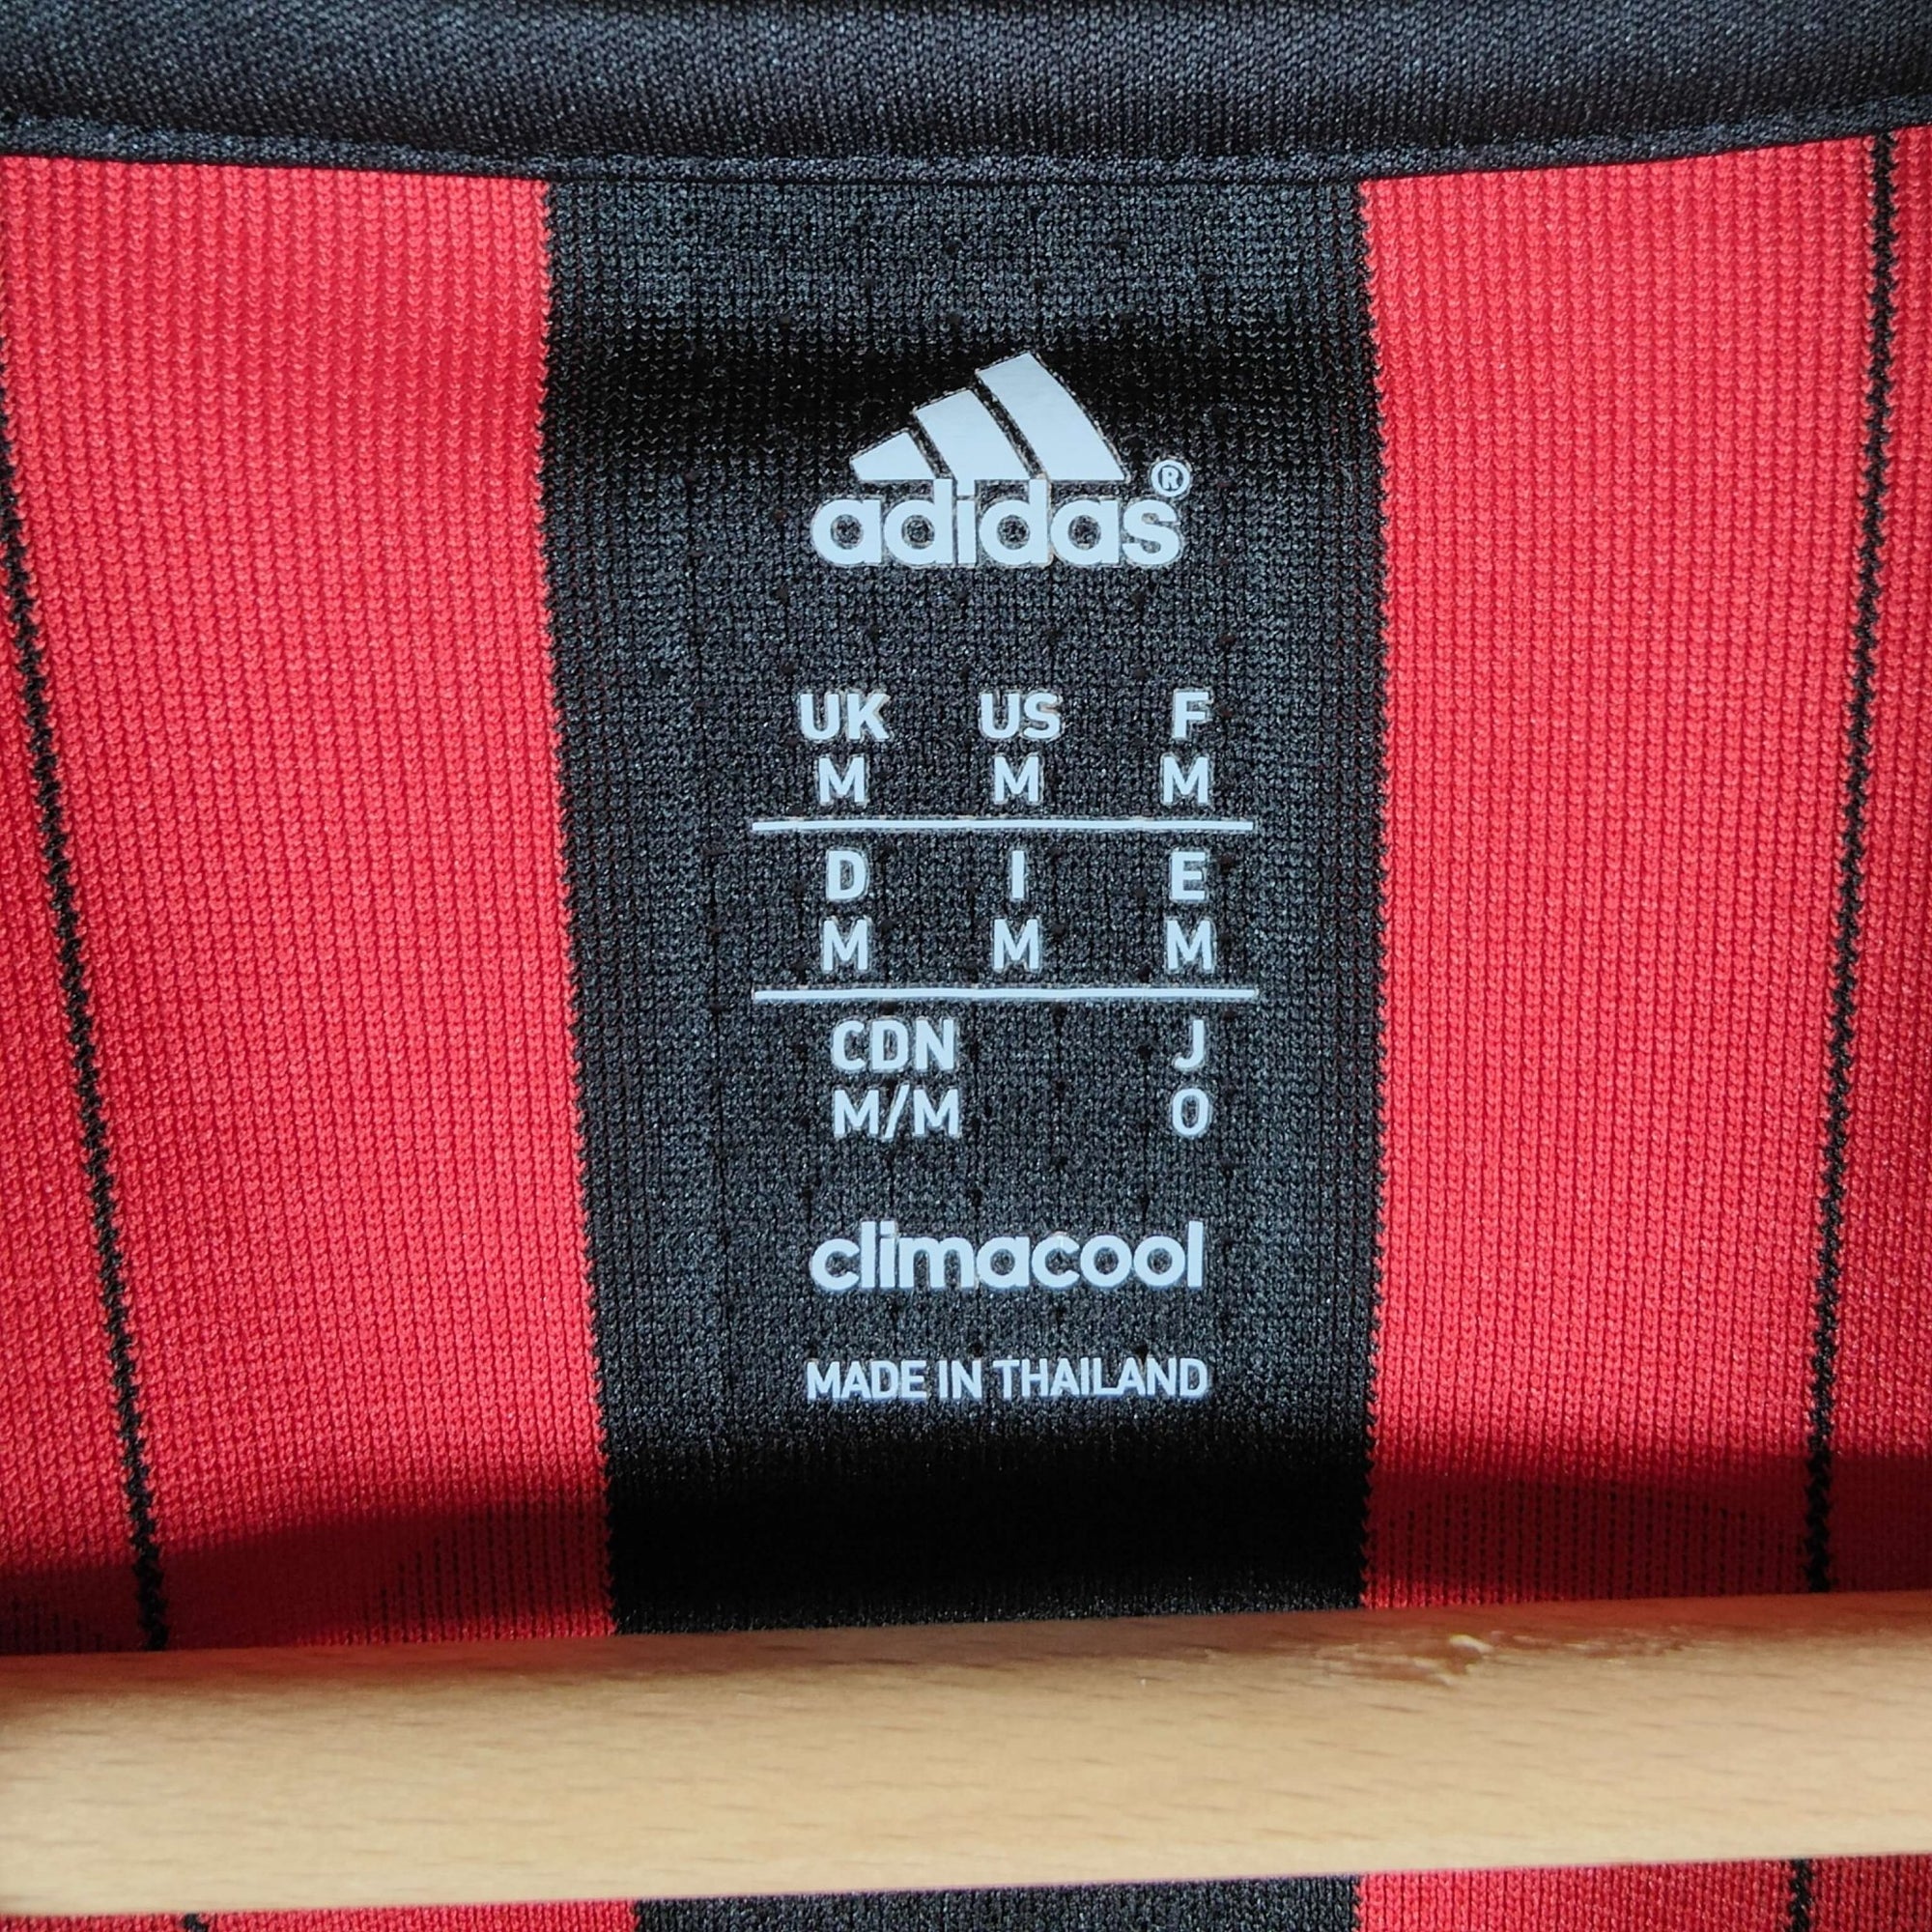 adidas®
UK US F
M M M
D I E
M M M
CDN J
M/M O
climacool
MADE IN THAILAND